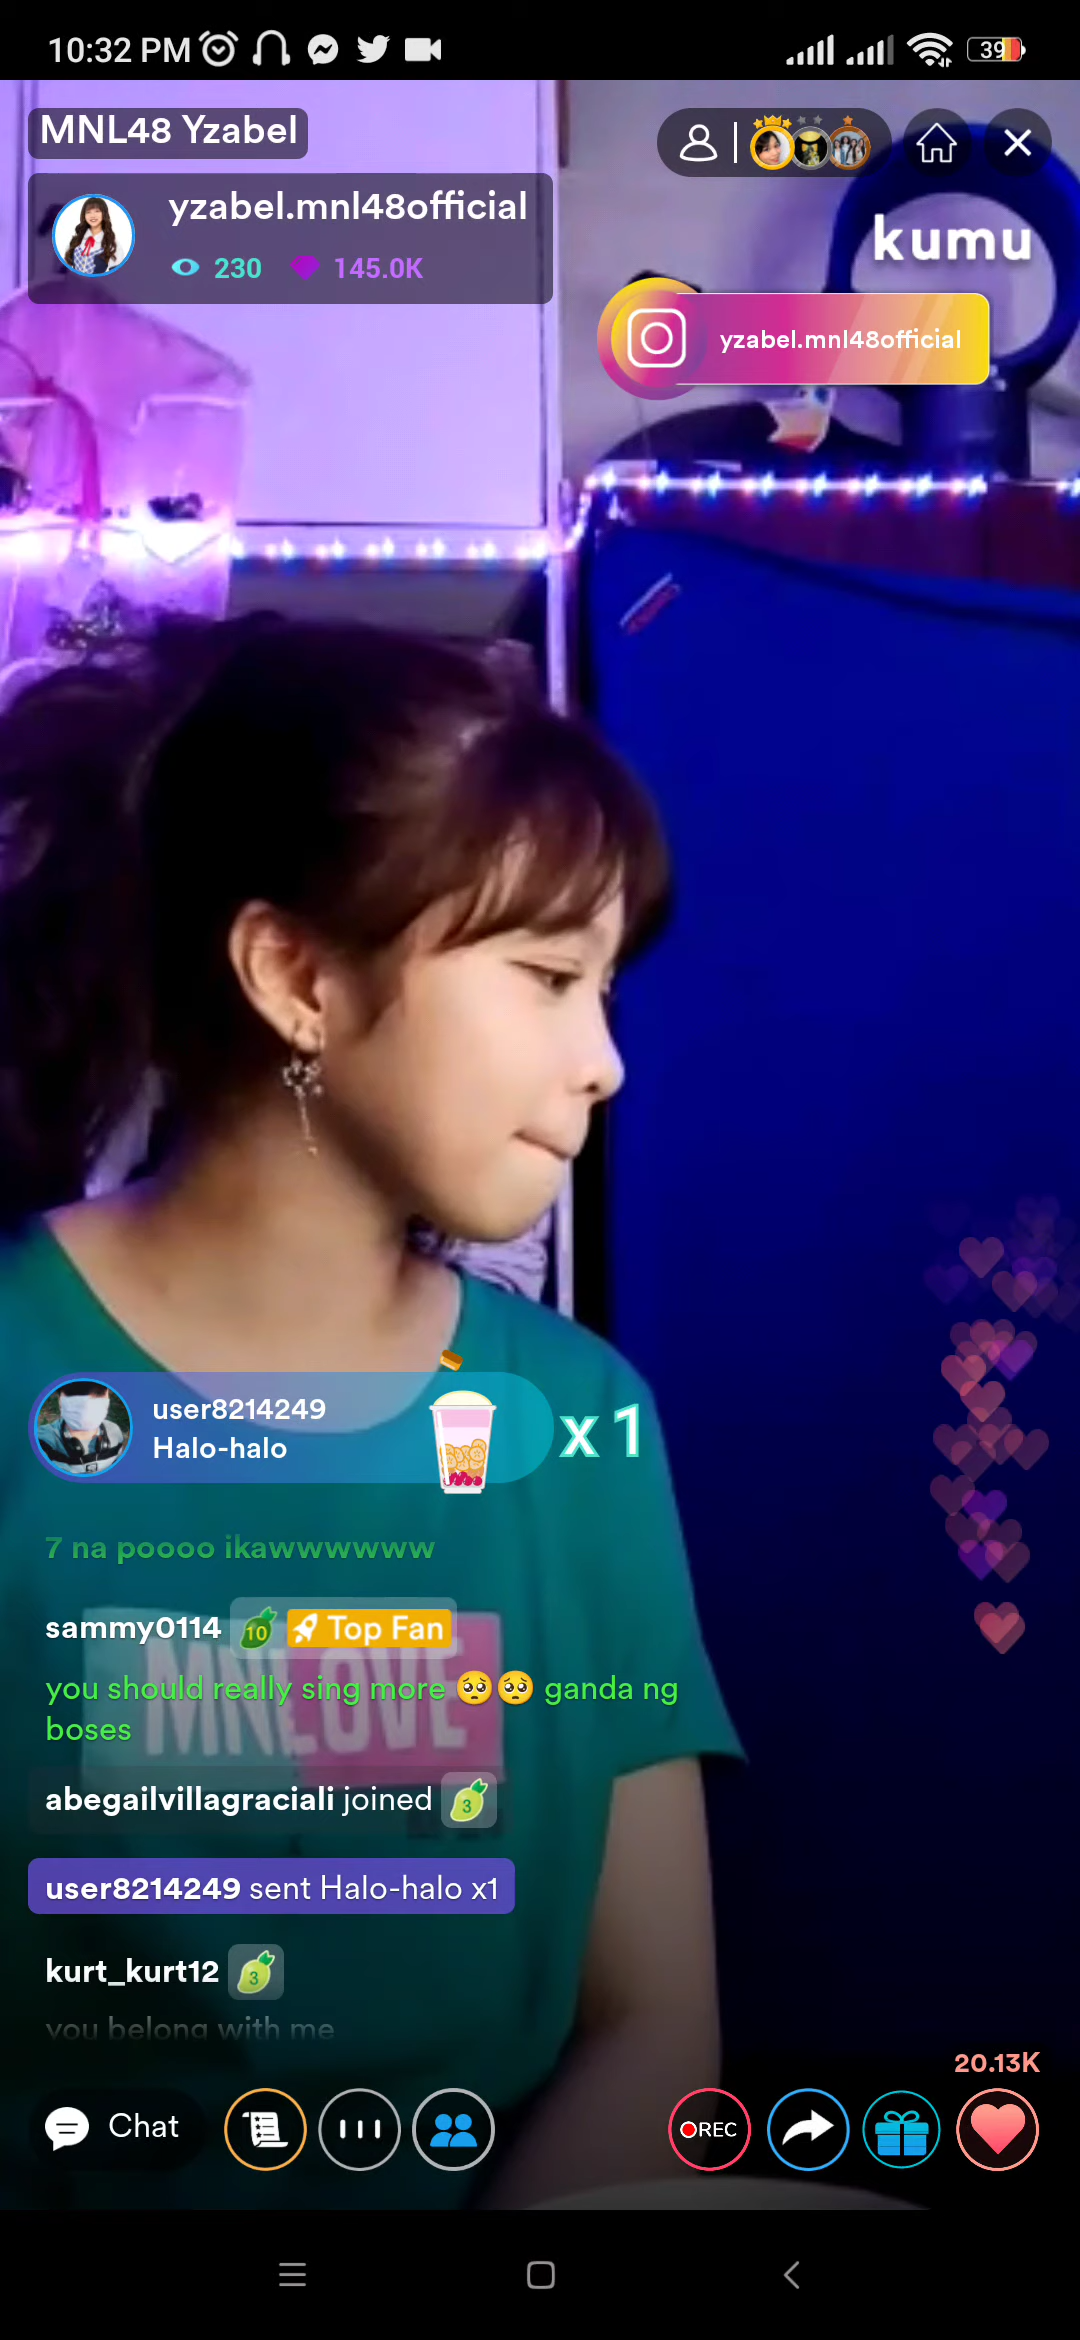 10:32 PM
39
MNL48 Yzabel
yzabel.mnl48official
230 145.0K
kumu
yzabel.mnl48official
user8214249
Halo-halo
x 1
7 na poooo ikawwwwww
sammy0114 10 Top Fan
you should really sing more 🥺🥺 ganda ng
boses
MNLOVE
abegailvillagraciali joined 3
user8214249 sent Halo-halo x1
kurt_kurt12 3
you belong with me
20.13K
Chat
REC